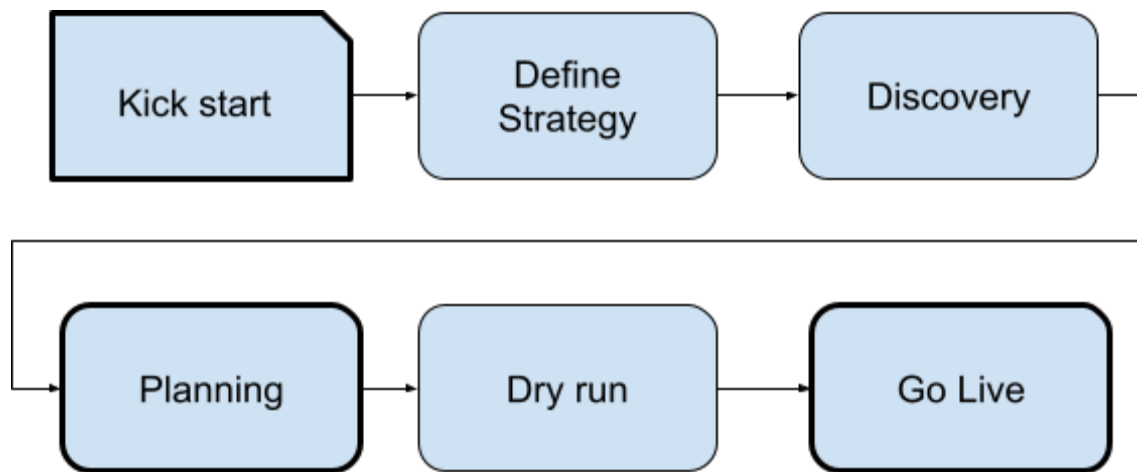 Kick start
Define
Strategy
Discovery
Planning
Dry run
Go Live